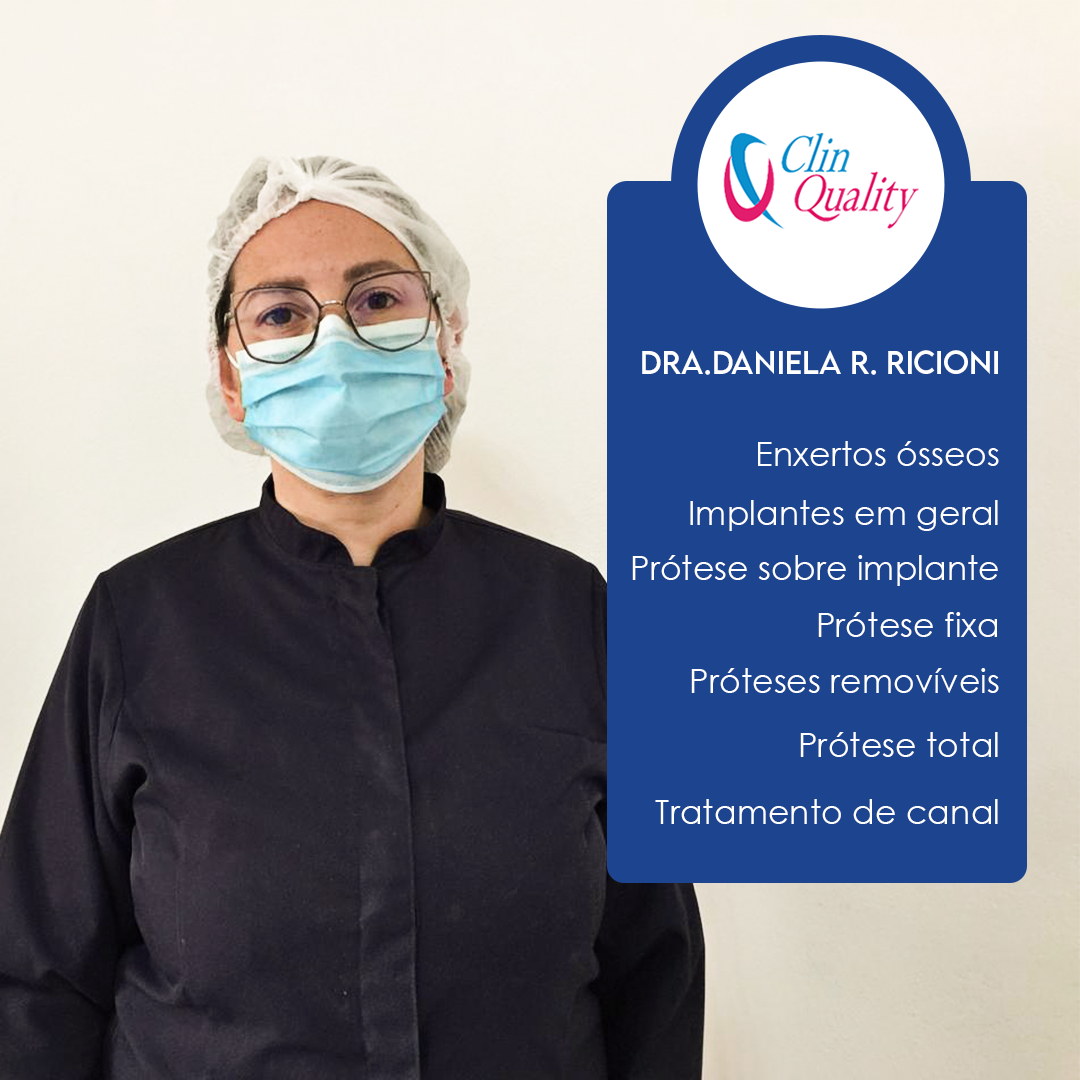 Clin
Quality
DRA.DANIELA R. RICIONI
Enxertos ósseos
Implantes em geral
Prótese sobre implante
Prótese fixa
Próteses removíveis
Prótese total
Tratamento de canal